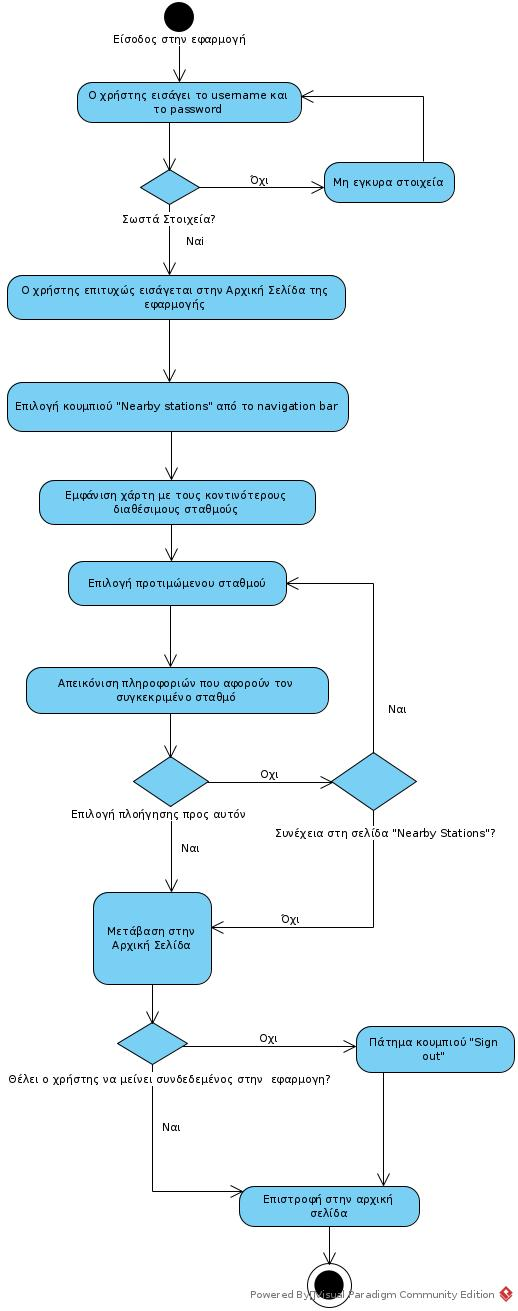 Είσοδος στην εφαρμογή
Ο χρήστης εισάγει το username και
το password
Όχι
Μη εγκυρα στοιχεία
Σωστά Στοιχεία?
Ναί
Ο χρήστης επιτυχώς εισάγεται στην Αρχική Σελίδα της
εφαρμογής
Επιλογή κουμπιού "Nearby stations" από το navigation bar
Εμφάνιση χάρτη με τους κοντινότερους
διαθέσιμους σταθμούς
Επιλογή προτιμώμενου σταθμού
Απεικόνιση πληροφοριών που αφορούν τον
συγκεκριμένο σταθμό
Ναι
Οχι
Επιλογή πλοήγησης προς αυτόν
Συνέχεια στη σελίδα "Nearby Stations"?
Ναι
Όχι
Μετάβαση στην
Αρχική Σελίδα
Οχι
Πάτημα κουμπιού "Sign
out"
Θέλει ο χρήστης να μείνει συνδεδεμένος στην εφαρμογη?
Ναι
Επιστροφή στην αρχική
σελίδα
Powered By Visual Paradigm Community Edition